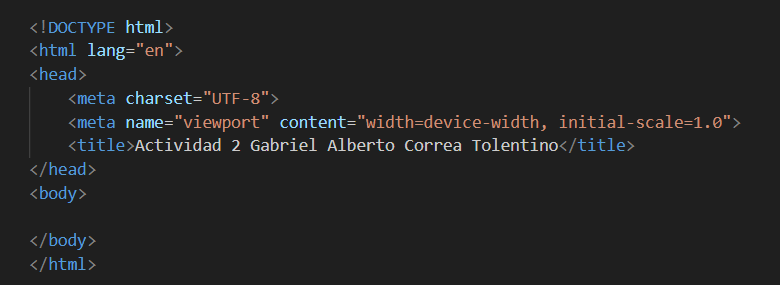 <!DOCTYPE html>
<html lang="en">
<head>
    <meta charset="UTF-8">
    <meta name="viewport" content="width=device-width, initial-scale=1.0">
    <title>Actividad 2 Gabriel Alberto Correa Tolentino</title>
</head>
<body>

</body>
</html>